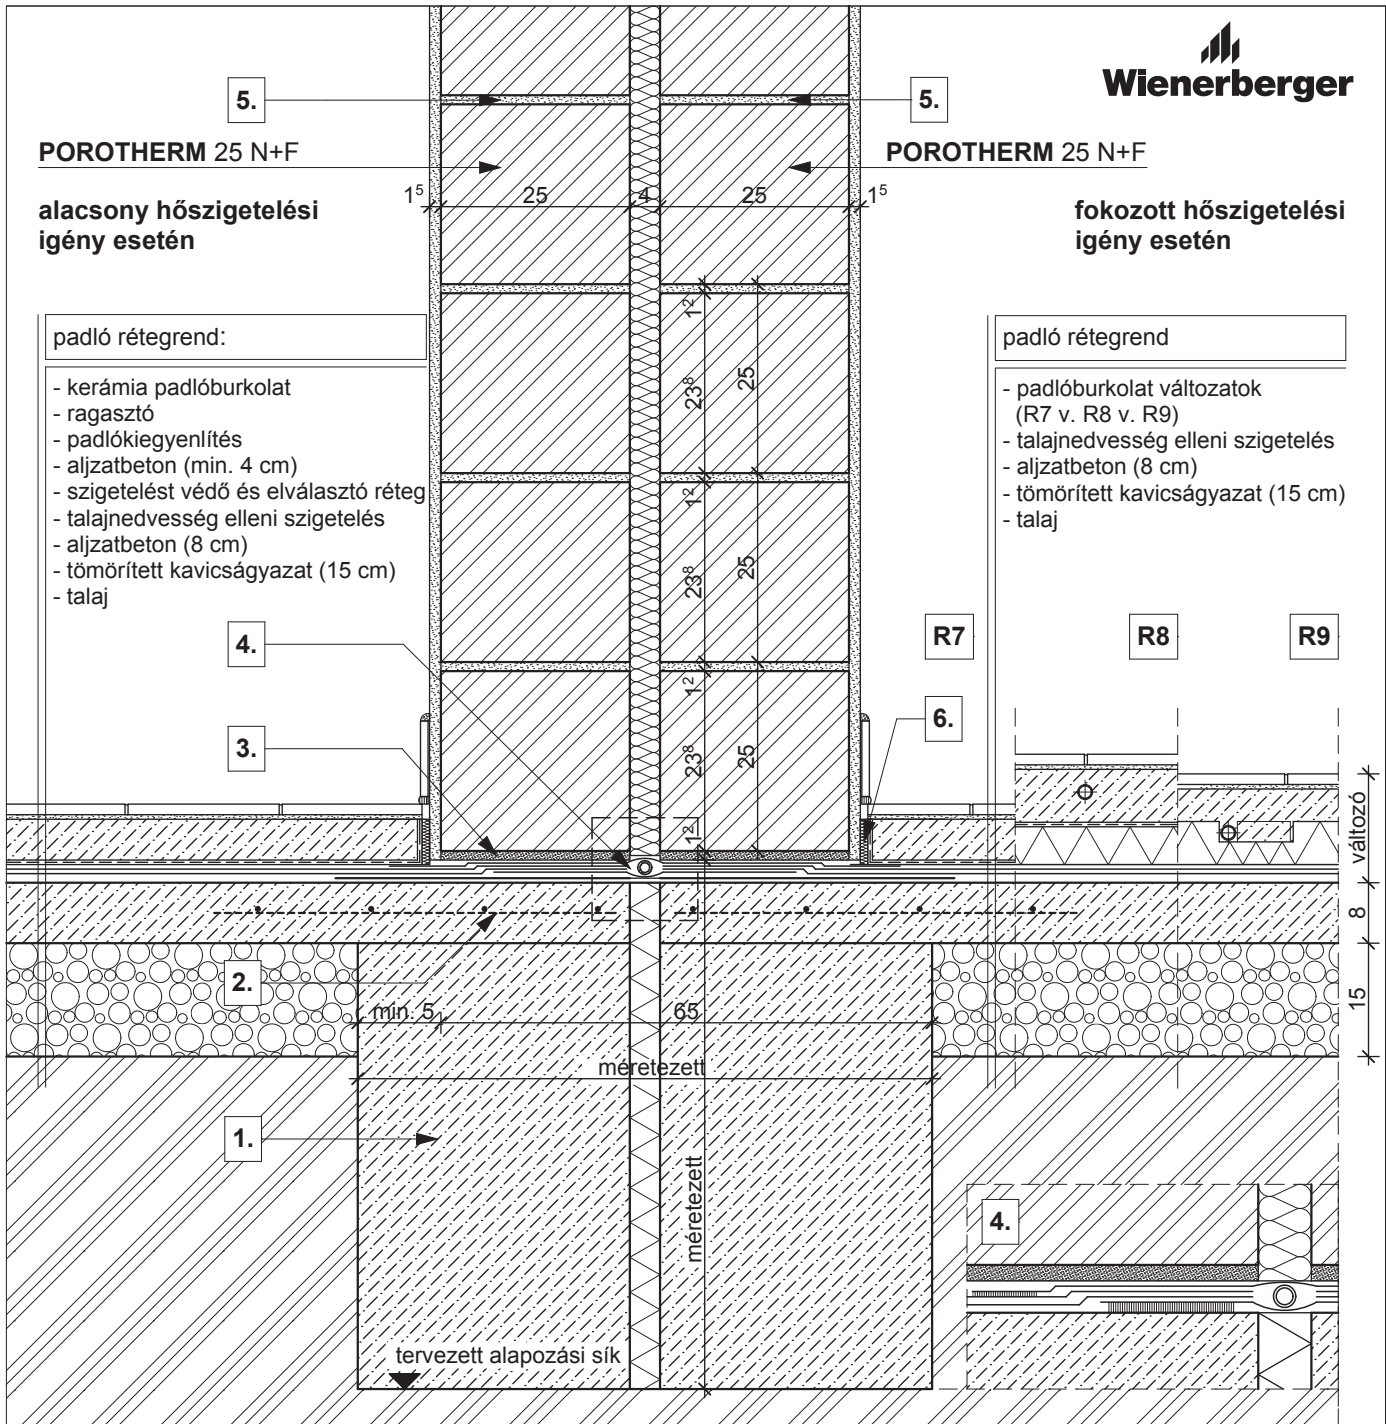 Wienerberger
5.
5.
POROTHERM 25 N+F
POROTHERM 25 N+F
1⁵ 25 4 25 1⁵
alacsony hőszigetelési
igény esetén
fokozott hőszigetelési
igény esetén
padló rétegrend:
- kerámia padlóburkolat
- ragasztó
- padlókiegyenlítés
- aljzatbeton (min. 4 cm)
- szigetelést védő és elválasztó réteg
- talajnedvesség elleni szigetelés
- aljzatbeton (8 cm)
- tömörített kavicságyazat (15 cm)
- talaj
padló rétegrend
- padlóburkolat változatok
(R7 v. R8 v. R9)
- talajnedvesség elleni szigetelés
- aljzatbeton (8 cm)
- tömörített kavicságyazat (15 cm)
- talaj
1²
23⁸
25
1²
23⁸
25
1²
23⁸
25
1²
4.
R7
R8
R9
3.
6.
változó
8
15
2.
min. 5
65
méretezett
1.
méretezett
4.
tervezett alapozási sík